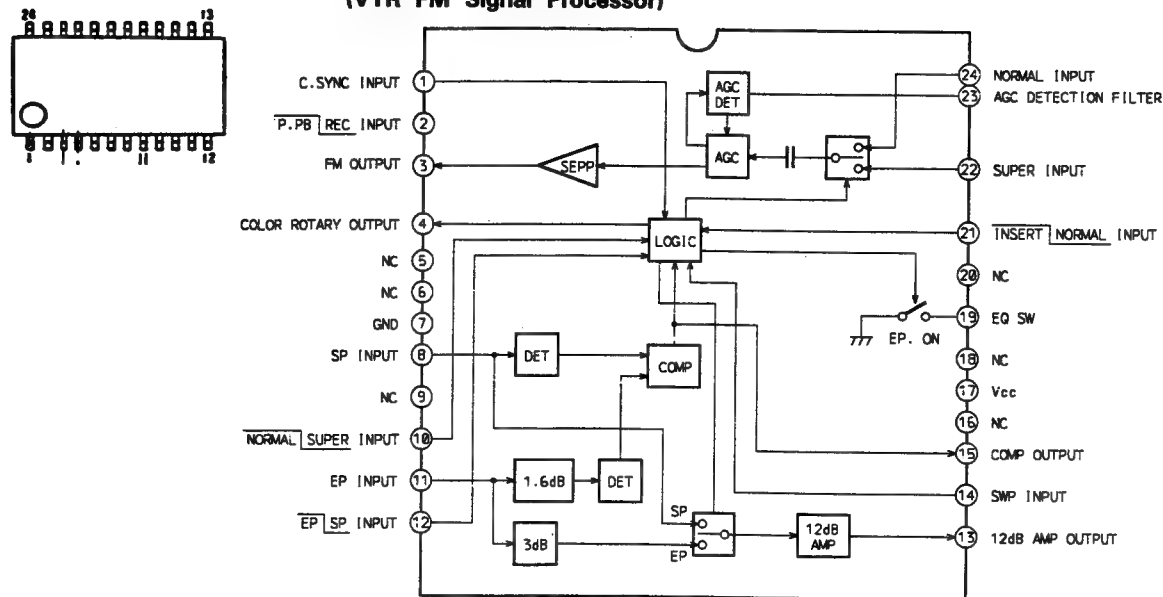 (VTR FM Signal Processor)
24 13
1 11 12
C.SYNC INPUT 1
P.PB REC INPUT 2
FM OUTPUT 3
COLOR ROTARY OUTPUT 4
NC 5
NC 6
GND 7
SP INPUT 8
NC 9
NORMAL SUPER INPUT 10
EP INPUT 11
EP SP INPUT 12
AGC
DET
AGC
SEPP
LOGIC
DET
COMP
1.6dB
DET
3dB
SP
EP
12dB
AMP
EP. ON
24 NORMAL INPUT
23 AGC DETECTION FILTER
22 SUPER INPUT
21 INSERT NORMAL INPUT
20 NC
19 EQ SW
18 NC
17 Vcc
16 NC
15 COMP OUTPUT
14 SWP INPUT
13 12dB AMP OUTPUT